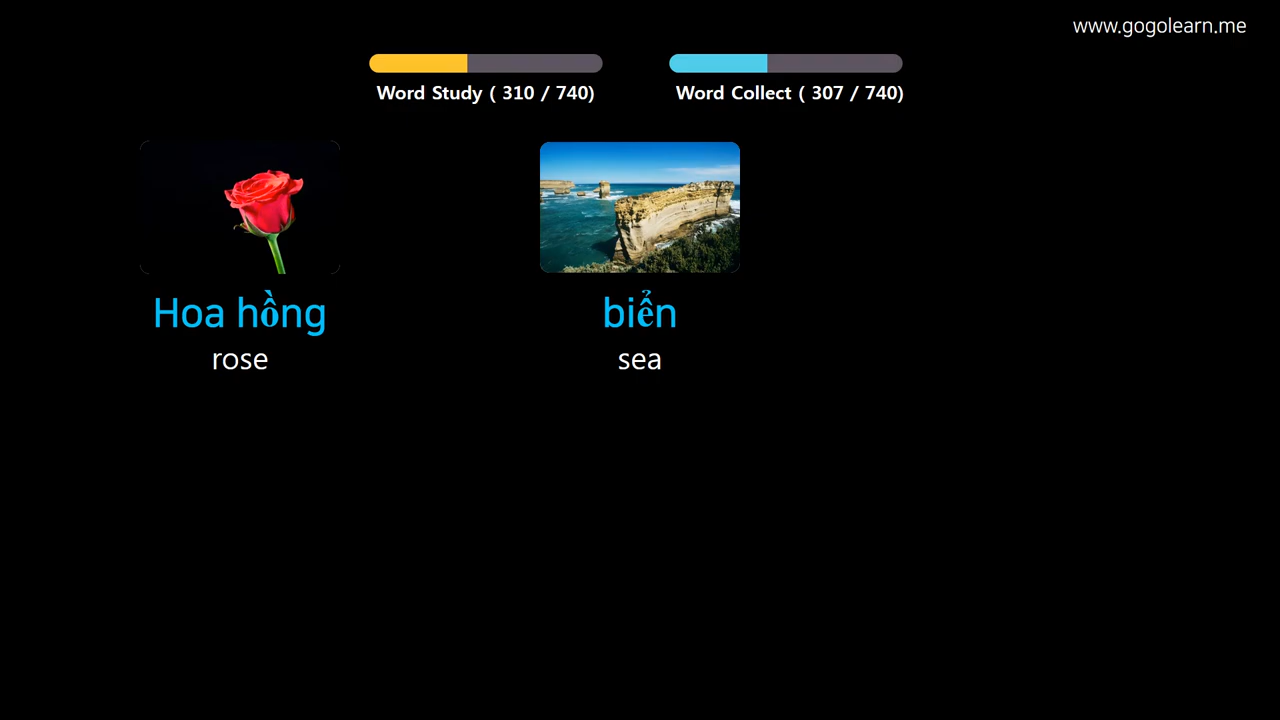 www.gogolearn.me
Word Study ( 310 / 740)
Word Collect ( 307 / 740)
Hoa hồng
rose
biển
sea